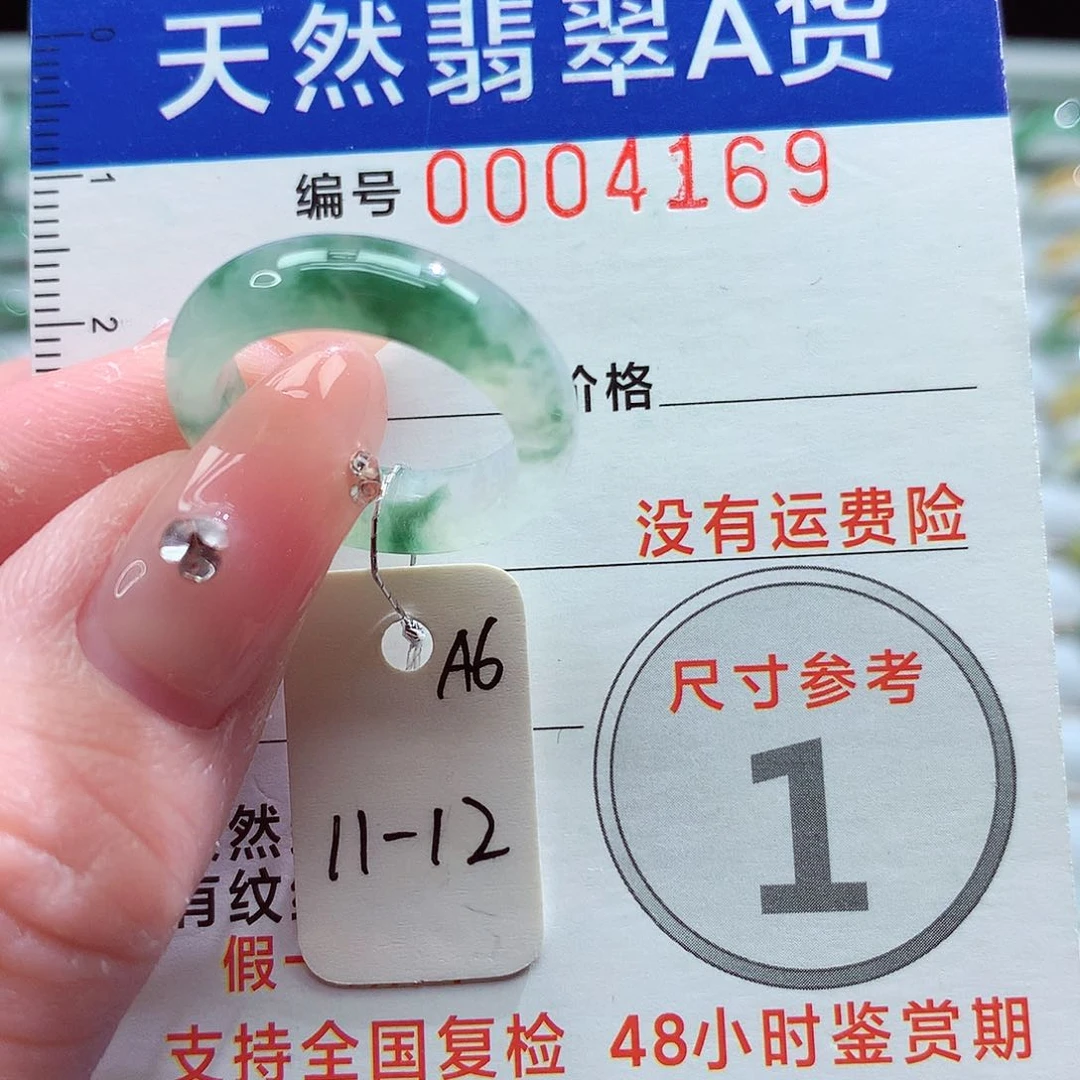 天然翡翠A货
编号 0004169
0
1
2
价格
没有运费险
A6
尺寸参考
1
11-12
然
有纹
假一
支持全国复检 48小时鉴赏期